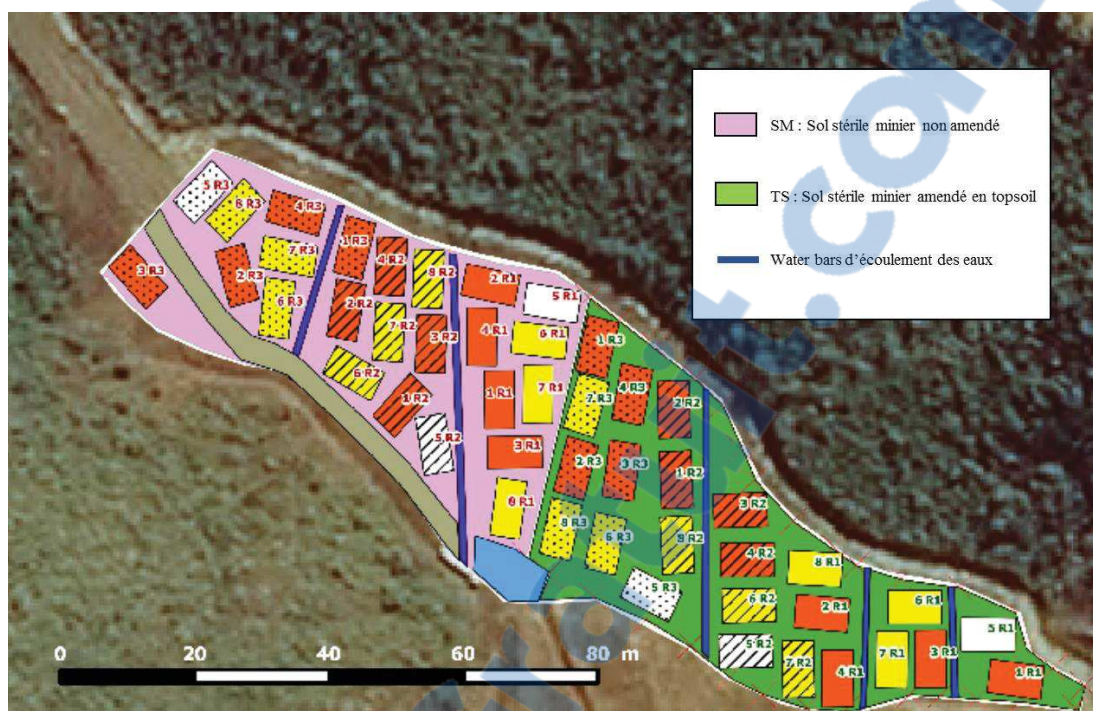 SM : Sol stérile minier non amendé
TS : Sol stérile minier amendé en topsoil
Water bars d'écoulement des eaux
5 R3
8 R3
4 R3
7 R3
3 R3
2 R3
6 R3
1 R3
4 R2
8 R2
2 R2
7 R2
3 R2
6 R2
1 R2
5 R2
2 R1
5 R1
4 R1
6 R1
1 R1
7 R1
3 R1
8 R1
1 R3
7 R3
4 R3
2 R3
3 R3
8 R3
6 R3
5 R3
2 R2
1 R2
8 R2
3 R2
4 R2
6 R2
5 R2
7 R2
8 R1
2 R1
4 R1
6 R1
7 R1
3 R1
5 R1
1 R1
0 20 40 60 80 m